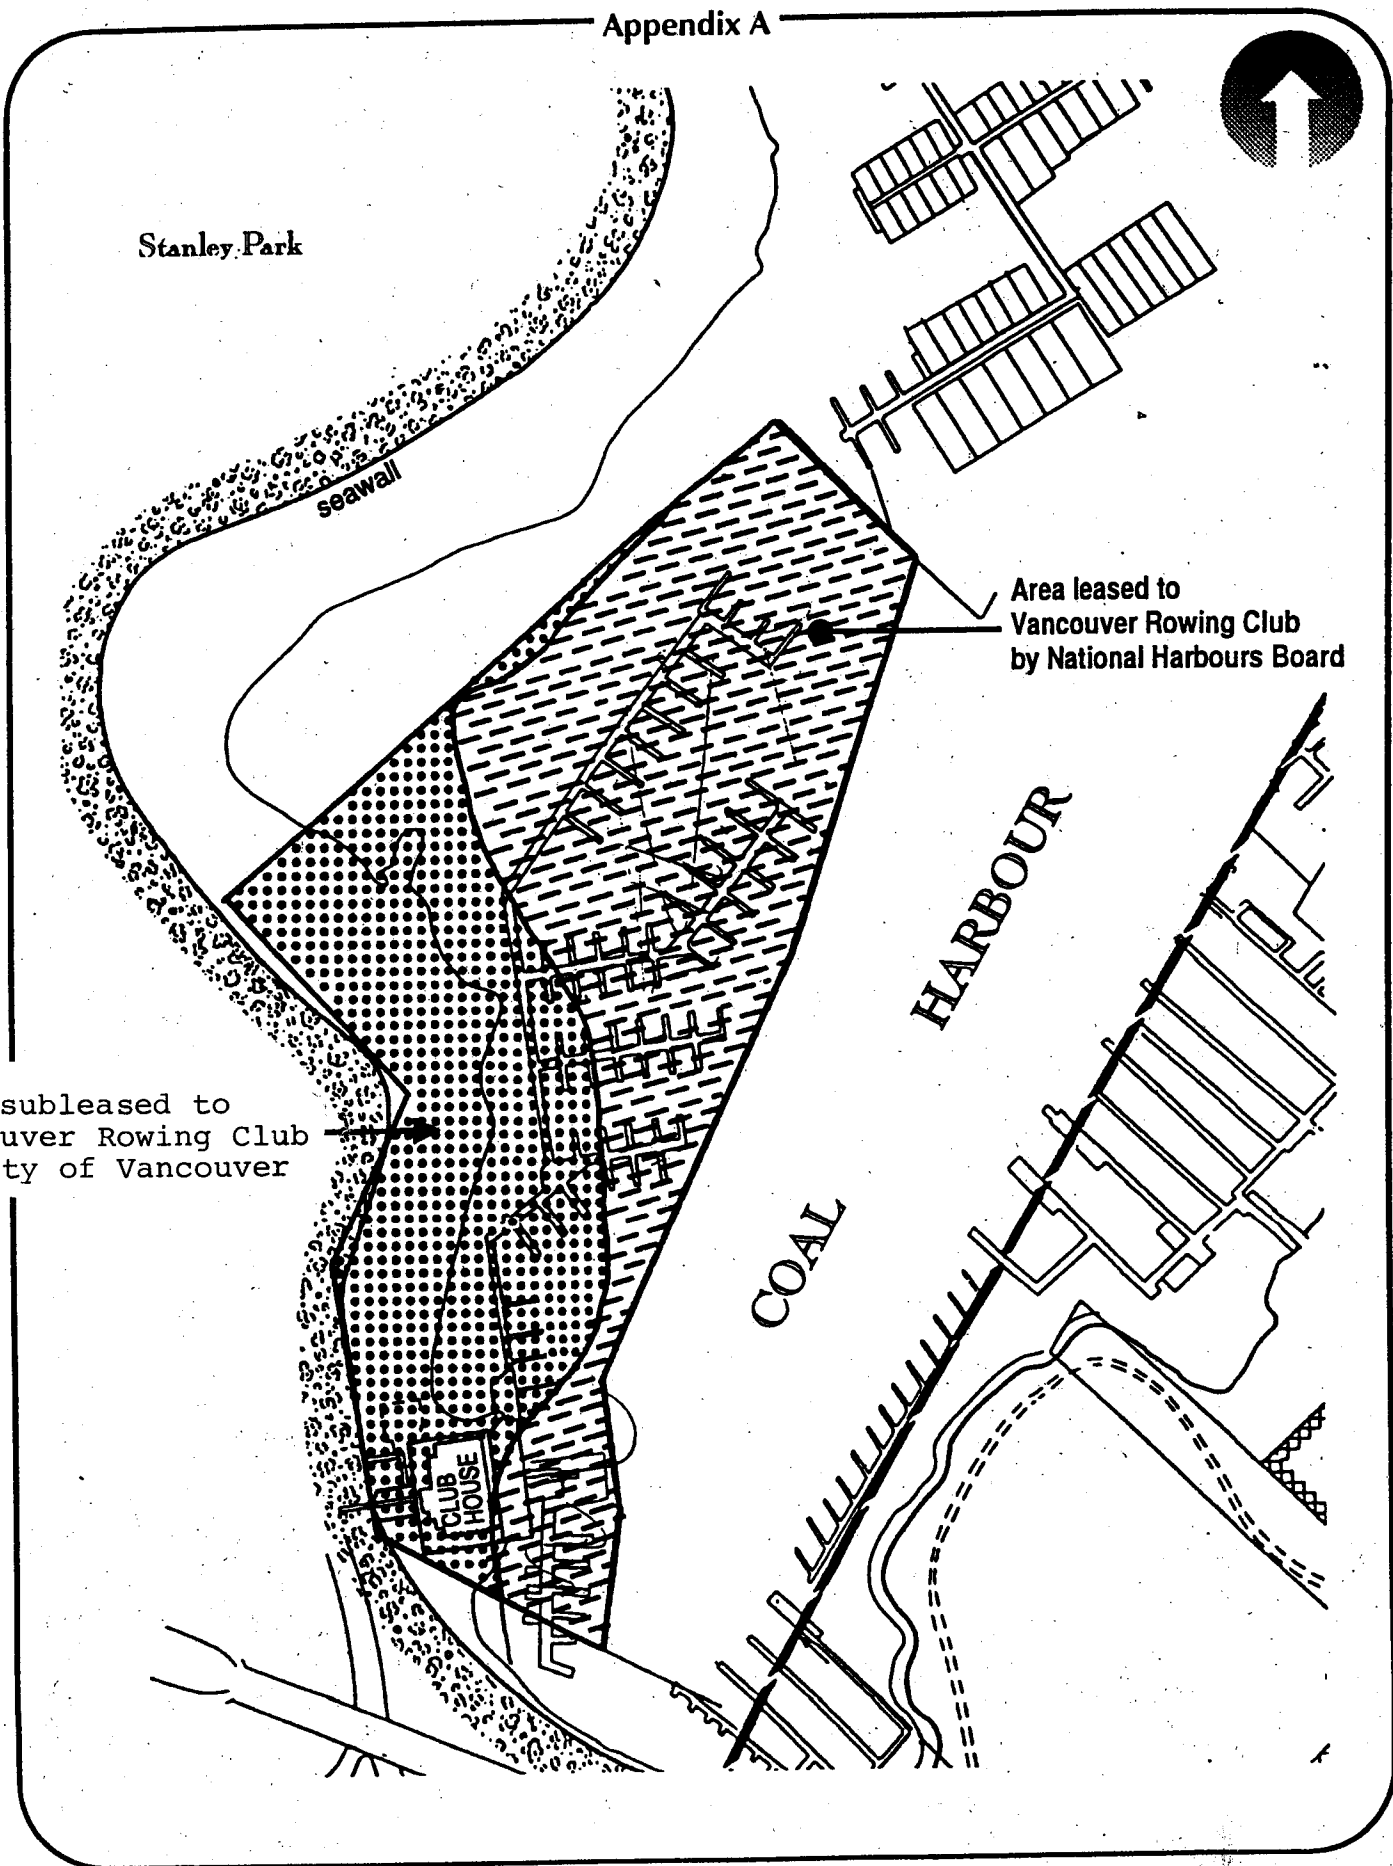 Appendix A
Stanley Park
seawall
Area leased to
Vancouver Rowing Club
by National Harbours Board
HARBOUR
COAL
subleased to
uver Rowing Club
ty of Vancouver
CLUB
HOUSE